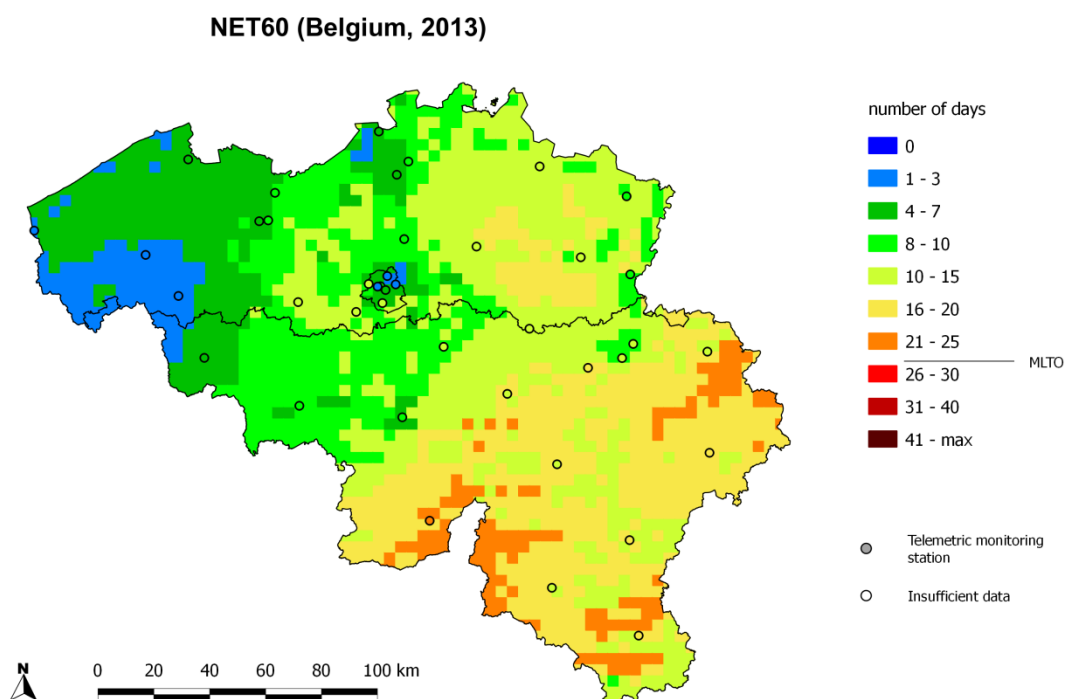 NET60 (Belgium, 2013)
number of days
0
1 - 3
4 - 7
8 - 10
10 - 15
16 - 20
21 - 25
MLTO
26 - 30
31 - 40
41 - max
Telemetric monitoring
station
Insufficient data
N
0 20 40 60 80 100 km